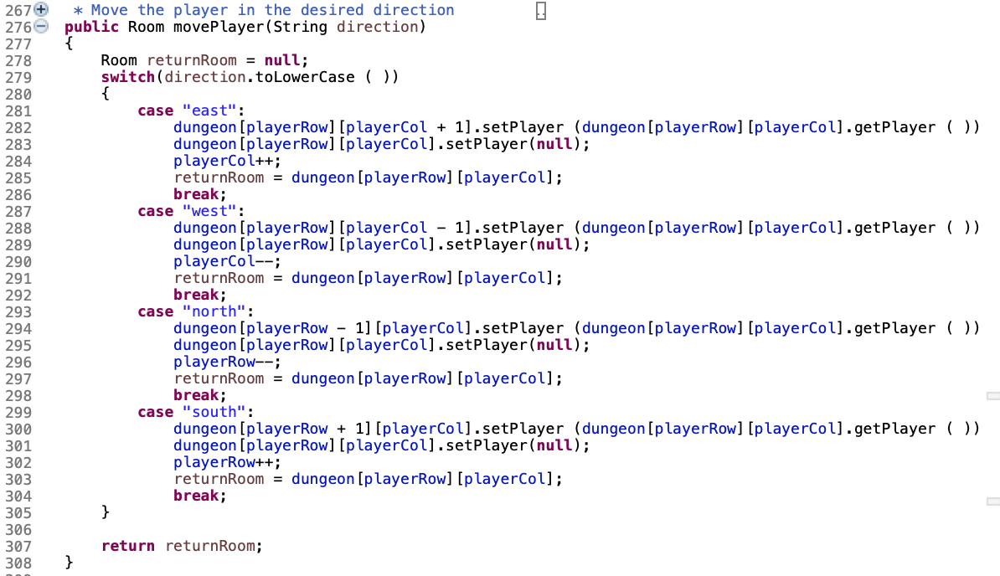 267 * Move the player in the desired direction
276 public Room movePlayer(String direction)
277 {
278     Room returnRoom = null;
279     switch(direction.toLowerCase ( ))
280     {
281         case "east":
282             dungeon[playerRow][playerCol + 1].setPlayer (dungeon[playerRow][playerCol].getPlayer ( ))
283             dungeon[playerRow][playerCol].setPlayer(null);
284             playerCol++;
285             returnRoom = dungeon[playerRow][playerCol];
286             break;
287         case "west":
288             dungeon[playerRow][playerCol - 1].setPlayer (dungeon[playerRow][playerCol].getPlayer ( ))
289             dungeon[playerRow][playerCol].setPlayer(null);
290             playerCol--;
291             returnRoom = dungeon[playerRow][playerCol];
292             break;
293         case "north":
294             dungeon[playerRow - 1][playerCol].setPlayer (dungeon[playerRow][playerCol].getPlayer ( ))
295             dungeon[playerRow][playerCol].setPlayer(null);
296             playerRow--;
297             returnRoom = dungeon[playerRow][playerCol];
298             break;
299         case "south":
300             dungeon[playerRow + 1][playerCol].setPlayer (dungeon[playerRow][playerCol].getPlayer ( ))
301             dungeon[playerRow][playerCol].setPlayer(null);
302             playerRow++;
303             returnRoom = dungeon[playerRow][playerCol];
304             break;
305     }
306
307     return returnRoom;
308 }